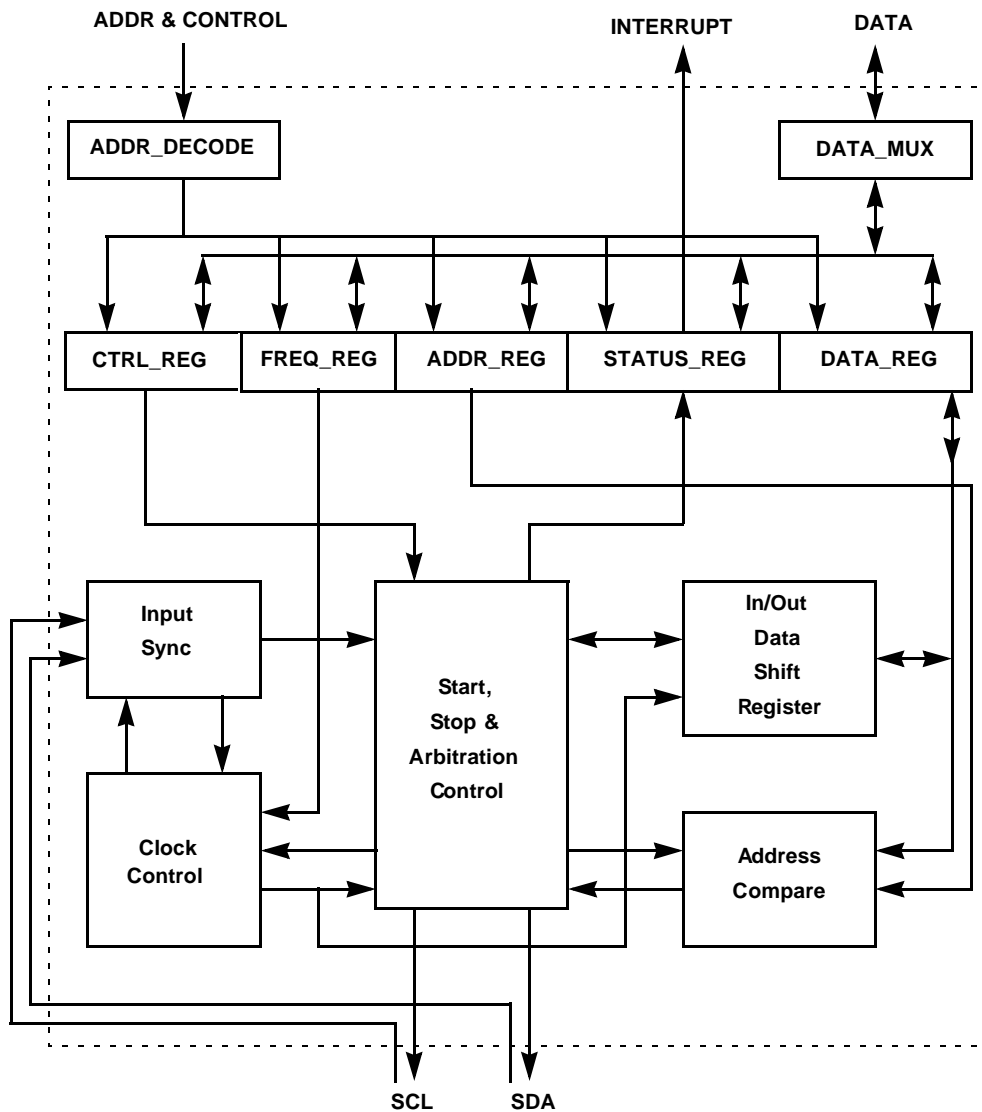 ADDR & CONTROL
INTERRUPT
DATA
ADDR_DECODE
DATA_MUX
CTRL_REG
FREQ_REG
ADDR_REG
STATUS_REG
DATA_REG
Input
Sync
Start,
Stop &
Arbitration
Control
In/Out
Data
Shift
Register
Clock
Control
Address
Compare
SCL
SDA